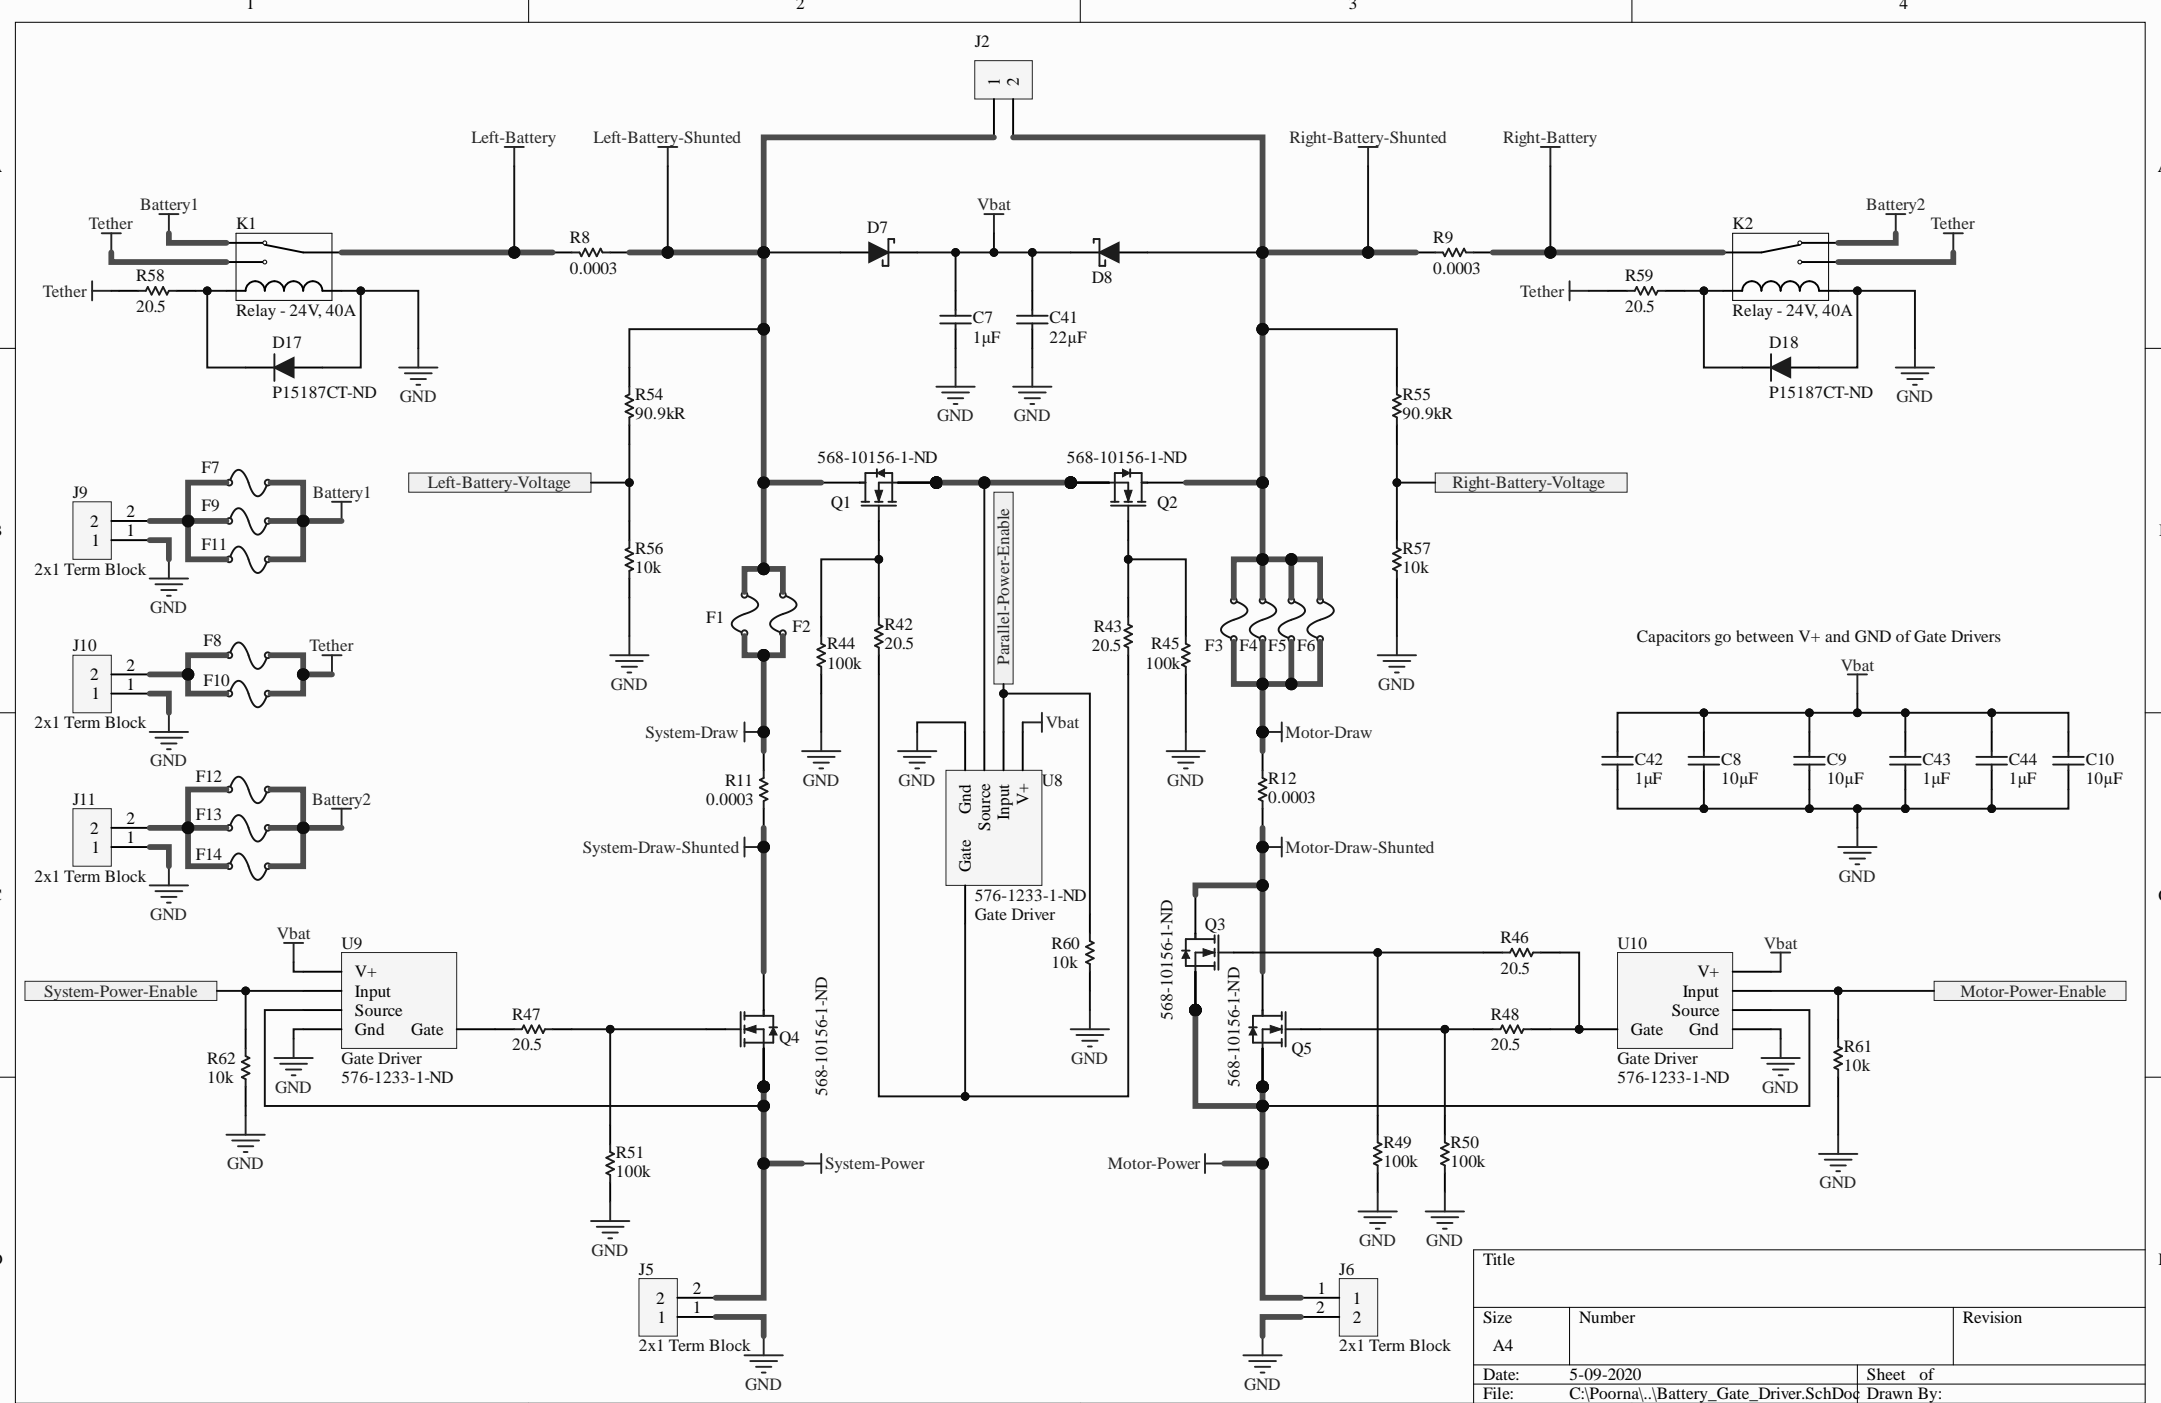 1
2
3
4
J2
1
2
Left-Battery
Left-Battery-Shunted
Right-Battery-Shunted
Right-Battery
Battery1
Tether
K1
R8
0.0003
D7
Vbat
D8
R9
0.0003
K2
Battery2
Tether
Tether
R58
20.5
Relay - 24V, 40A
D17
P15187CT-ND
GND
C7
1µF
GND
C41
22µF
GND
Tether
R59
20.5
Relay - 24V, 40A
D18
P15187CT-ND
GND
R54
90.9kR
R55
90.9kR
568-10156-1-ND
Q1
568-10156-1-ND
Q2
Left-Battery-Voltage
Right-Battery-Voltage
R56
10k
GND
R57
10k
GND
J9
2
1
2
1
2x1 Term Block
F7
F9
F11
Battery1
GND
J10
2
1
2
1
2x1 Term Block
F8
F10
Tether
GND
J11
2
1
2
1
2x1 Term Block
F12
F13
F14
Battery2
GND
F1
F2
R44
100k
GND
R42
20.5
Parallel-Power-Enable
R43
20.5
R45
100k
GND
F3
F4
F5
F6
System-Draw
R11
0.0003
System-Draw-Shunted
Motor-Draw
R12
0.0003
Motor-Draw-Shunted
GND
Vbat
U8
Gnd
Source
Input
V+
Gate
576-1233-1-ND
Gate Driver
R60
10k
GND
Capacitors go between V+ and GND of Gate Drivers
Vbat
C42
1µF
C8
10µF
C9
10µF
C43
1µF
C44
1µF
C10
10µF
GND
Vbat
U9
V+
Input
Source
Gnd
Gate
Gate Driver
576-1233-1-ND
System-Power-Enable
R62
10k
GND
GND
R47
20.5
Q4
568-10156-1-ND
R51
100k
GND
System-Power
568-10156-1-ND
Q3
568-10156-1-ND
Q5
R46
20.5
R48
20.5
R49
100k
GND
R50
100k
GND
U10
V+
Input
Source
Gate
Gnd
Gate Driver
576-1233-1-ND
Vbat
GND
Motor-Power-Enable
R61
10k
GND
Motor-Power
J5
2
1
2
1
2x1 Term Block
GND
J6
1
2
1
2
2x1 Term Block
GND
Title
Size
A4
Number
Revision
Date:
5-09-2020
Sheet of
File:
C:\Poorna\..\Battery_Gate_Driver.SchDoc
Drawn By: